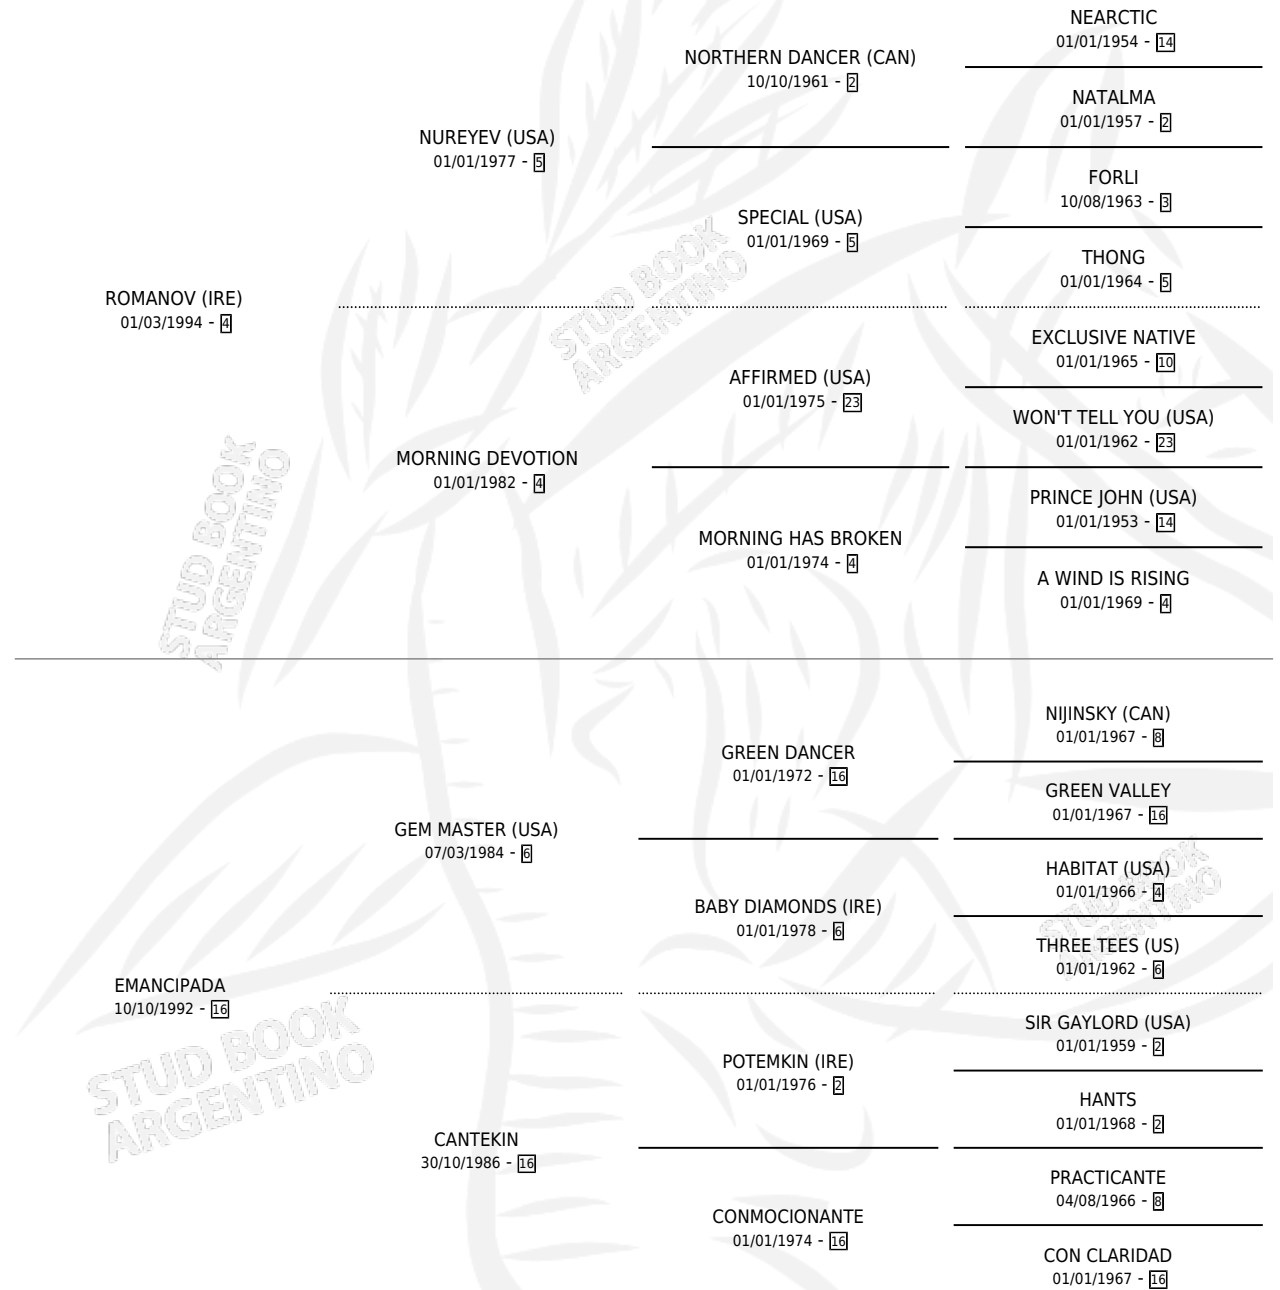 NEARCTIC
01/01/1954 - 14
NORTHERN DANCER (CAN)
10/10/1961 - 2
NATALMA
01/01/1957 - 2
NUREYEV (USA)
01/01/1977 - 5
FORLI
10/08/1963 - 3
SPECIAL (USA)
01/01/1969 - 5
THONG
01/01/1964 - 5
ROMANOV (IRE)
01/03/1994 - 4
EXCLUSIVE NATIVE
01/01/1965 - 10
AFFIRMED (USA)
01/01/1975 - 23
WON'T TELL YOU (USA)
01/01/1962 - 23
MORNING DEVOTION
01/01/1982 - 4
PRINCE JOHN (USA)
01/01/1953 - 14
MORNING HAS BROKEN
01/01/1974 - 4
A WIND IS RISING
01/01/1969 - 4
NIJINSKY (CAN)
01/01/1967 - 8
GREEN DANCER
01/01/1972 - 16
GREEN VALLEY
01/01/1967 - 16
GEM MASTER (USA)
07/03/1984 - 6
HABITAT (USA)
01/01/1966 - 4
BABY DIAMONDS (IRE)
01/01/1978 - 6
THREE TEES (US)
01/01/1962 - 6
EMANCIPADA
10/10/1992 - 16
SIR GAYLORD (USA)
01/01/1959 - 2
POTEMKIN (IRE)
01/01/1976 - 2
HANTS
01/01/1968 - 2
CANTEKIN
30/10/1986 - 16
PRACTICANTE
04/08/1966 - 8
CONMOCIONANTE
01/01/1974 - 16
CON CLARIDAD
01/01/1967 - 16
STUD BOOK
ARGENTINO
STUD BOOK
ARGENTINO
STUD BOOK
ARGENTINO
STUD BOOK
ARGENTINO